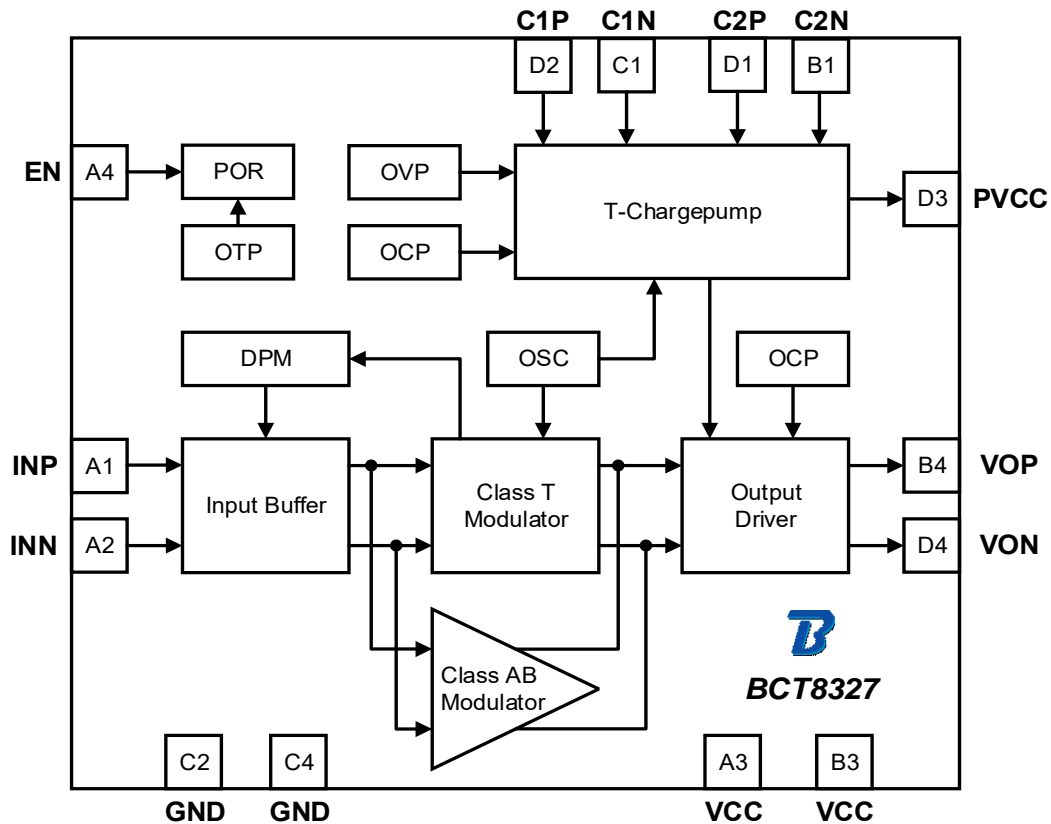 C1P C1N C2P C2N
D2 C1 D1 B1
EN A4 POR OVP T-Chargepump D3 PVCC
OTP OCP
DPM OSC OCP
INP A1 B4 VOP
Input Buffer
Class T
Modulator
Output
Driver
INN A2 D4 VON
Class AB
Modulator
B
BCT8327
C2 C4 A3 B3
GND GND VCC VCC